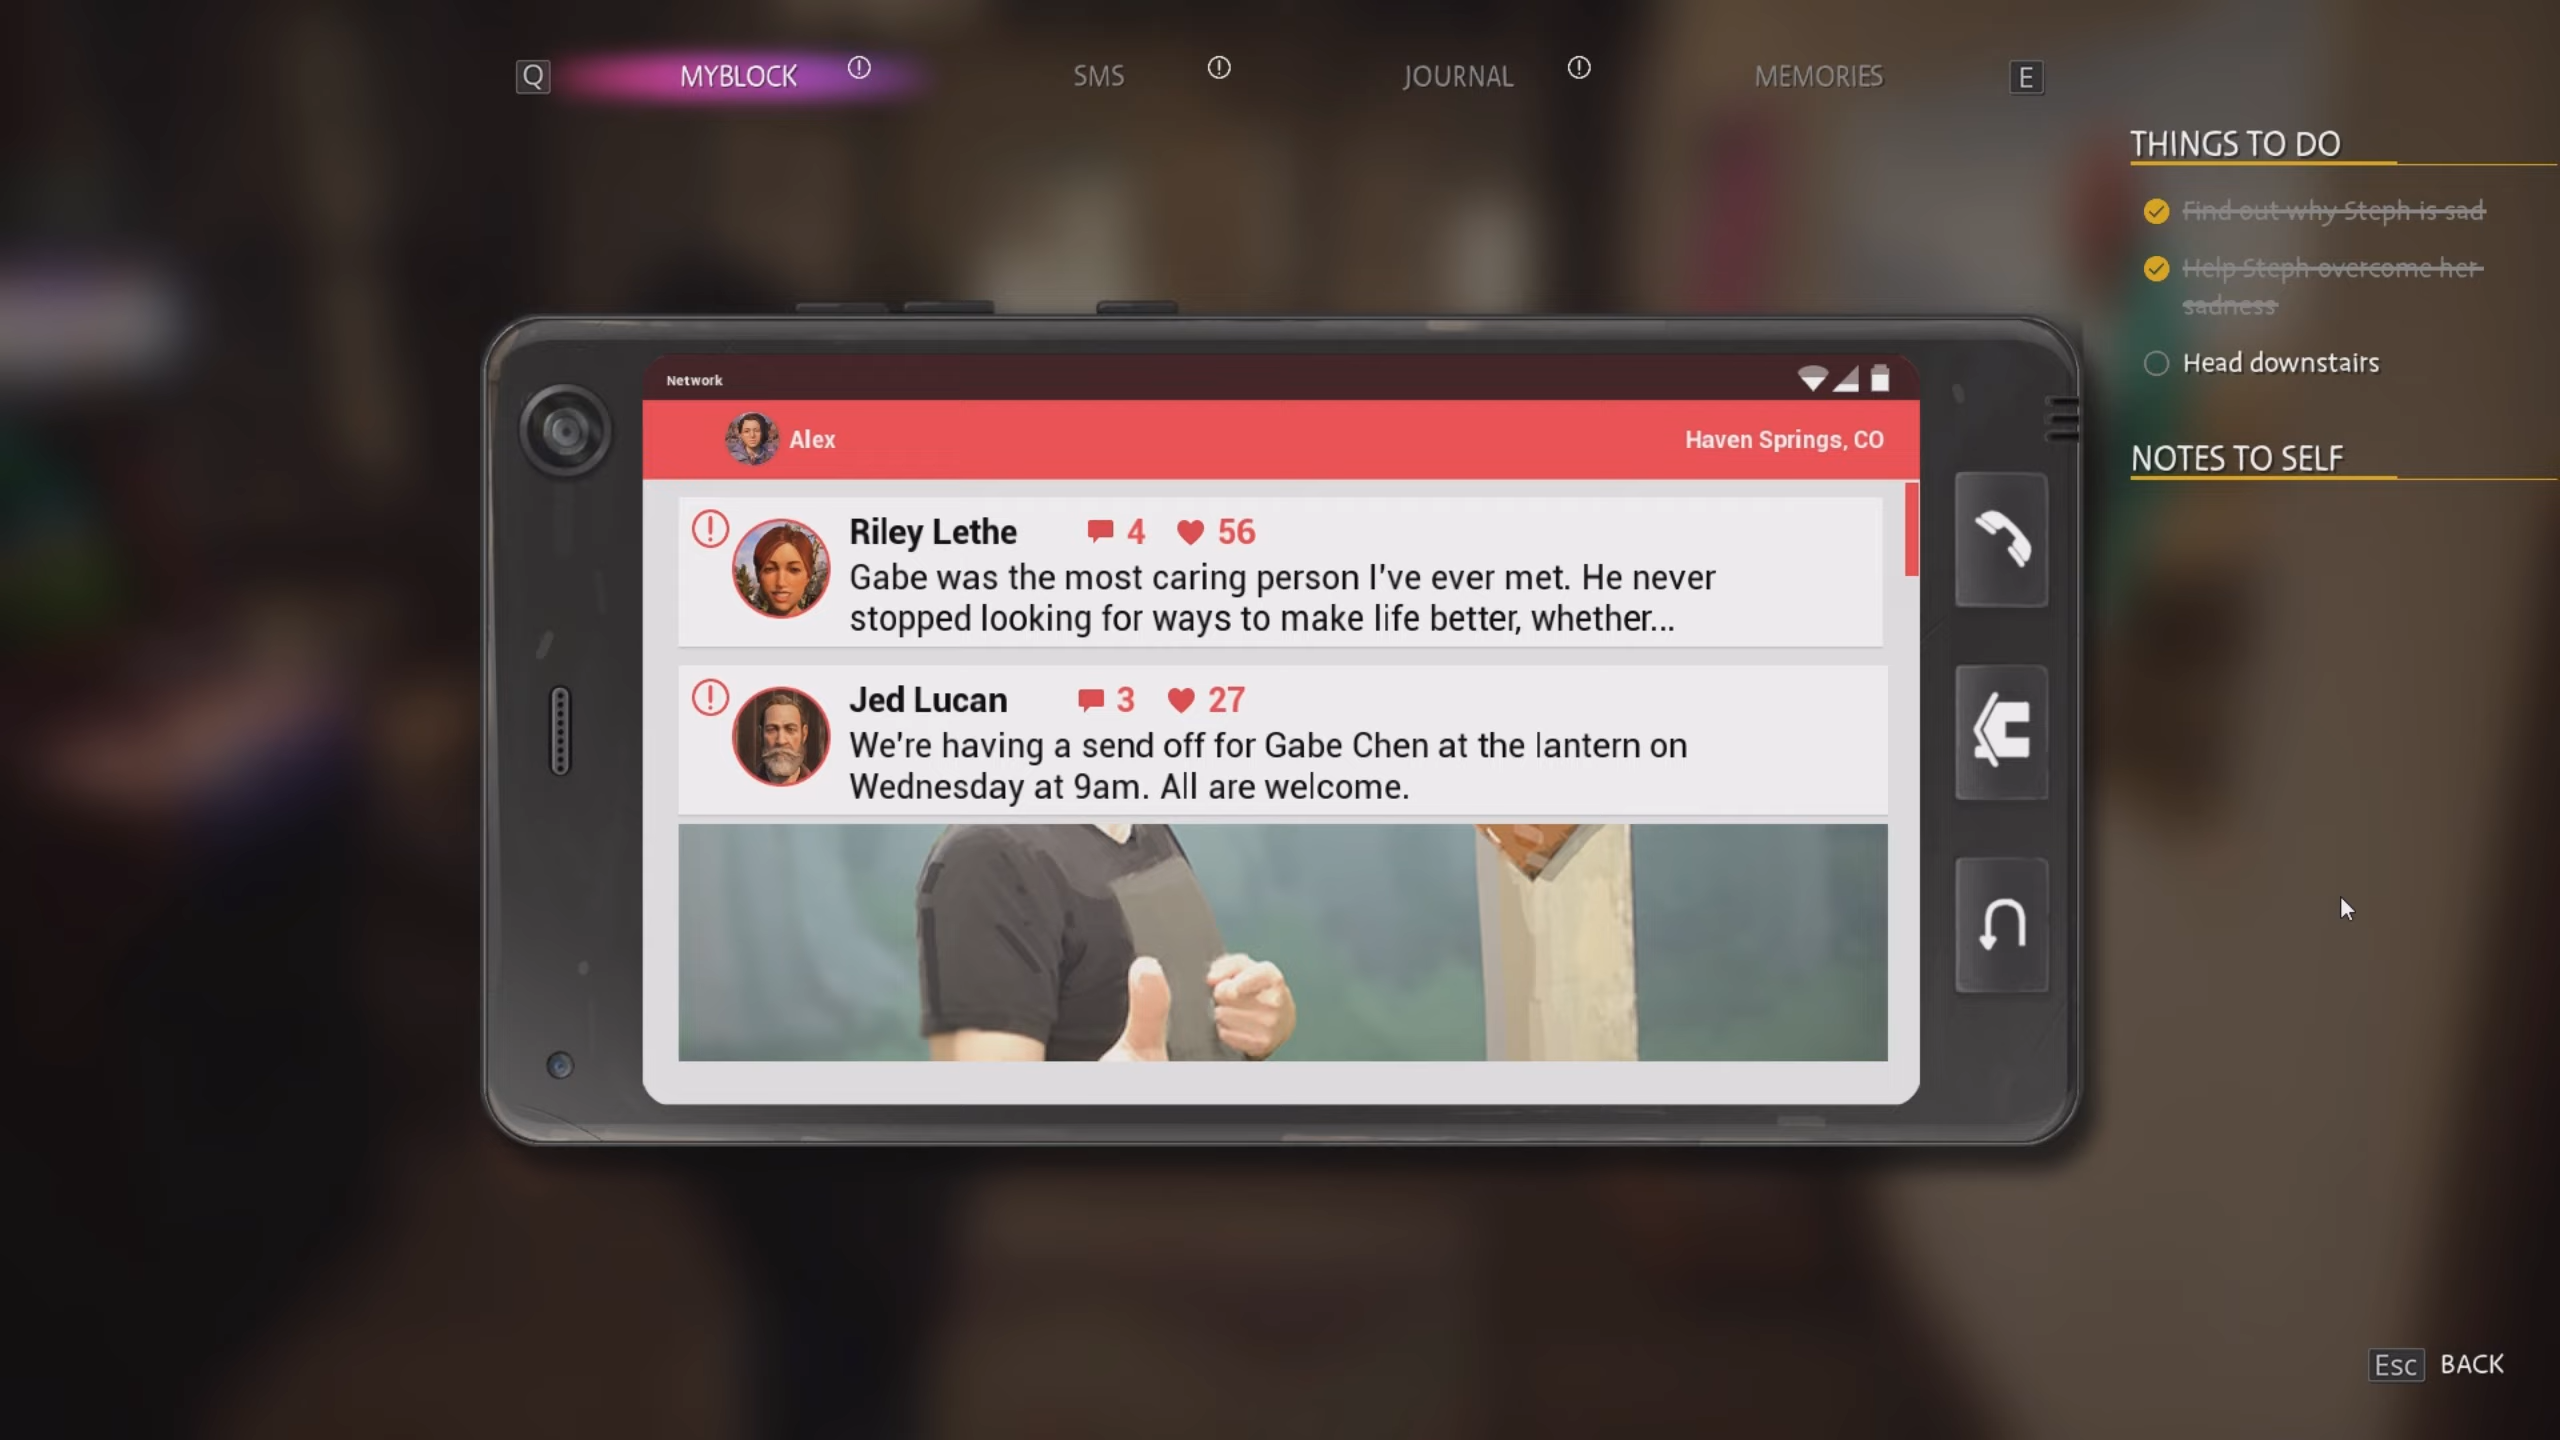 Q
MYBLOCK
SMS
JOURNAL
MEMORIES
E
THINGS TO DO
Find out why Steph is sad
Help Steph overcome her
sadness
Head downstairs
NOTES TO SELF
Network
Alex
Haven Springs, CO
Riley Lethe 4 56
Gabe was the most caring person I've ever met. He never
stopped looking for ways to make life better, whether...
Jed Lucan 3 27
We're having a send off for Gabe Chen at the lantern on
Wednesday at 9am. All are welcome.
Esc BACK